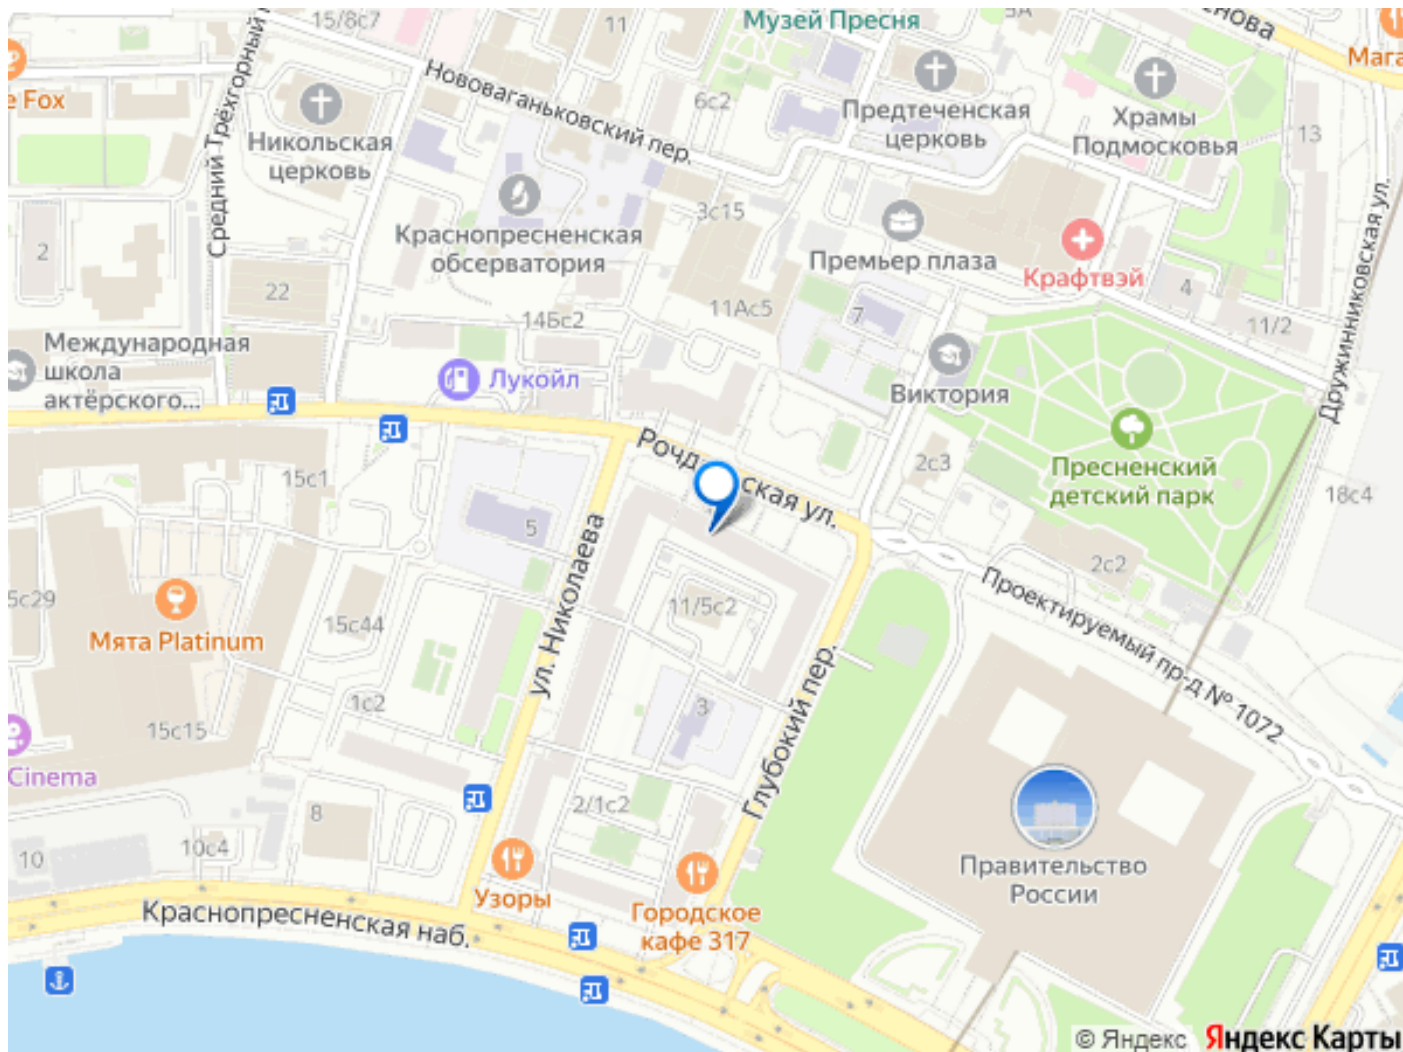 15/8с7
11
Музей Пресня
нова
Мага
e Fox
Средний Трёхгорный
Никольская
церковь
Нововаганьковский пер.
6с2
Предтеченская
церковь
Храмы
Подмосковья
13
Дружинниковская ул.
2
22
Краснопресненская
обсерватория
3с15
Премьер плаза
Крафтвэй
4
11/2
14Бс2
11Ас5
7
Международная
школа
актёрского...
Лукойл
Виктория
Рочд
ская ул.
2с3
Пресненский
детский парк
18с4
15с1
5
ул. Николаева
5с29
Мята Platinum
15с44
11/5с2
2с2
Проектируемый пр-д № 1072
1с2
15с15
3
Глубокий пер.
Cinema
8
2/1с2
10
10с4
Узоры
Городское
кафе 317
Правительство
России
Краснопресненская наб.
© Яндекс Яндекс Карты